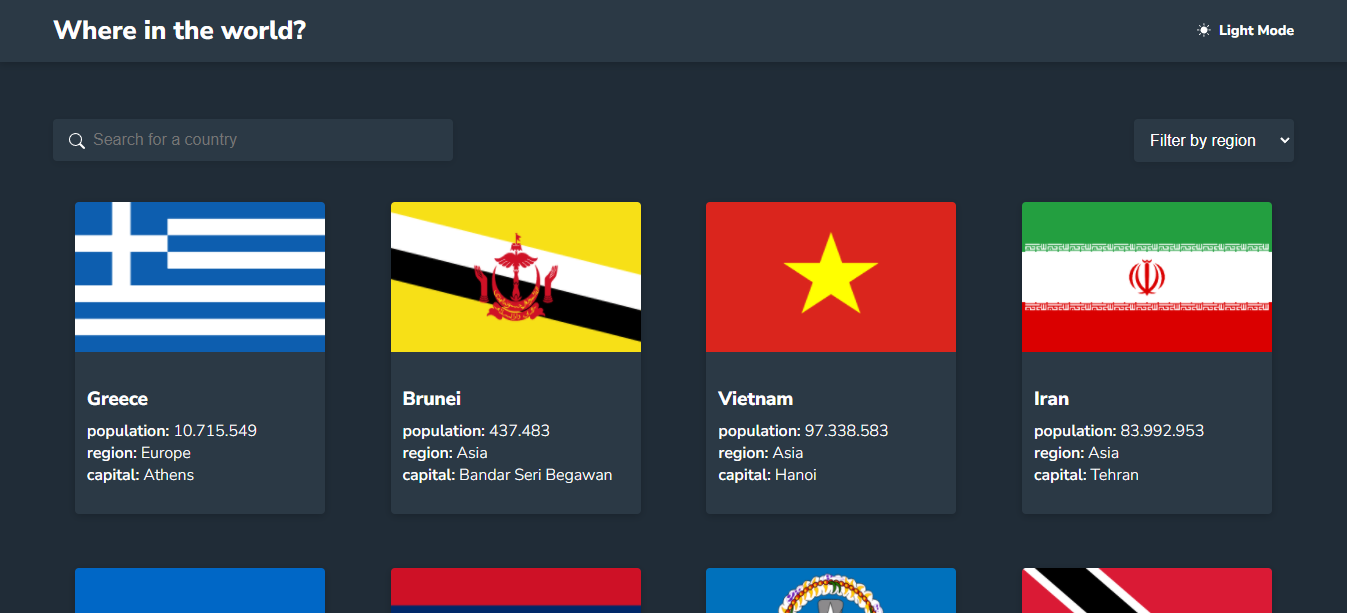 Where in the world?
Light Mode
Search for a country
Filter by region
Greece
population: 10.715.549
region: Europe
capital: Athens
Brunei
population: 437.483
region: Asia
capital: Bandar Seri Begawan
Vietnam
population: 97.338.583
region: Asia
capital: Hanoi
Iran
population: 83.992.953
region: Asia
capital: Tehran